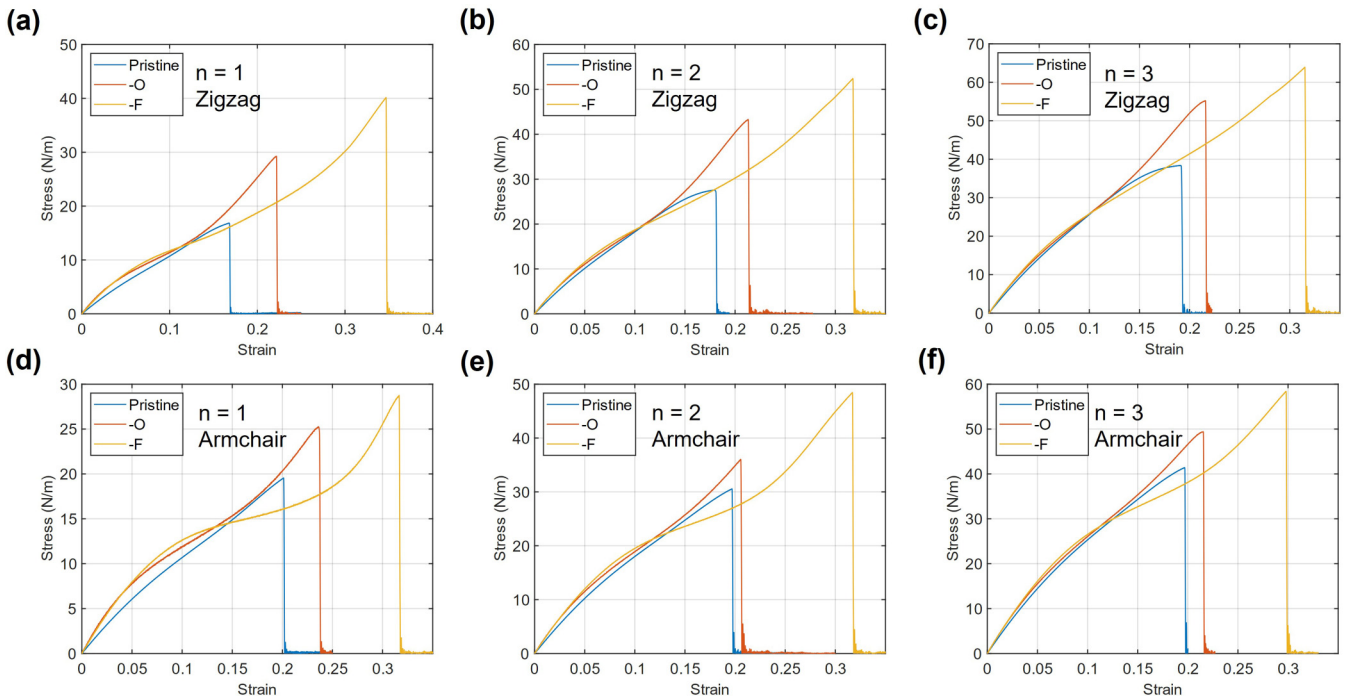 (a)
50
40
30
20
10
0
Stress (N/m)
Pristine
-O
-F
n = 1
Zigzag
0 0.1 0.2 0.3 0.4
Strain
(b)
60
50
40
30
20
10
0
Stress (N/m)
Pristine
-O
-F
n = 2
Zigzag
0 0.05 0.1 0.15 0.2 0.25 0.3 0.35
Strain
(c)
70
60
50
40
30
20
10
0
Stress (N/m)
Pristine
-O
-F
n = 3
Zigzag
0 0.05 0.1 0.15 0.2 0.25 0.3
Strain
(d)
30
25
20
15
10
5
0
Stress (N/m)
Pristine
-O
-F
n = 1
Armchair
0 0.05 0.1 0.15 0.2 0.25 0.3
Strain
(e)
50
40
30
20
10
0
Stress (N/m)
Pristine
-O
-F
n = 2
Armchair
0 0.05 0.1 0.15 0.2 0.25 0.3 0.35
Strain
(f)
60
50
40
30
20
10
0
Stress (N/m)
Pristine
-O
-F
n = 3
Armchair
0 0.05 0.1 0.15 0.2 0.25 0.3
Strain